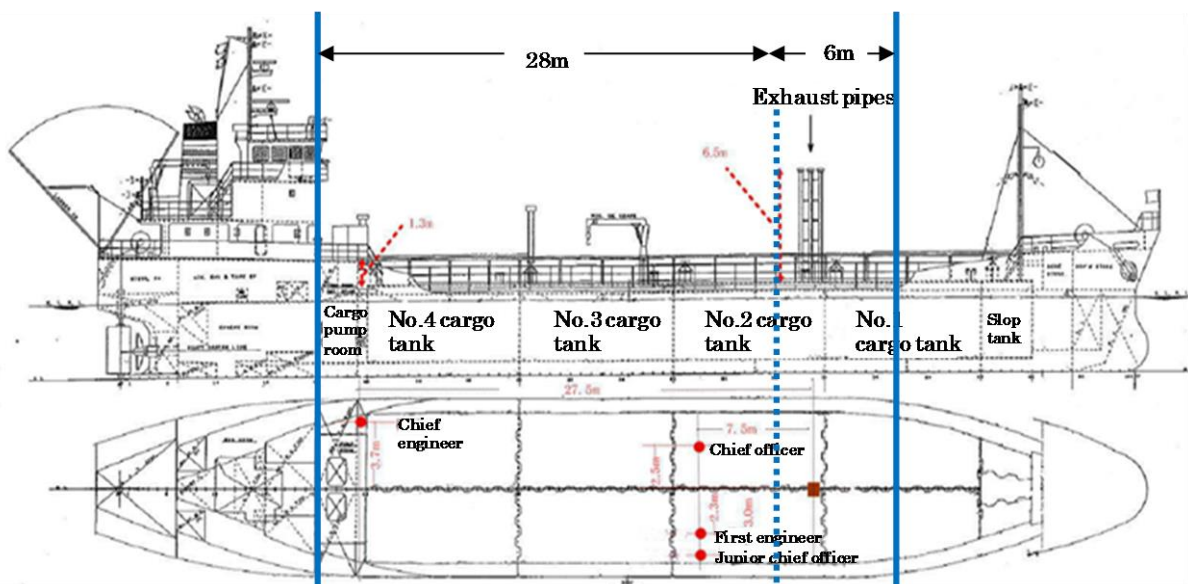 28m
6m
Exhaust pipes
6.5m
1.3m
Cargo
pump
room
No.4 cargo
tank
No.3 cargo
tank
No.2 cargo
tank
No.1
cargo tank
Slop
tank
27.5m
Chief
engineer
3.7m
7.5m
Chief officer
2.5m
2.3m
3.0m
First engineer
Junior chief officer